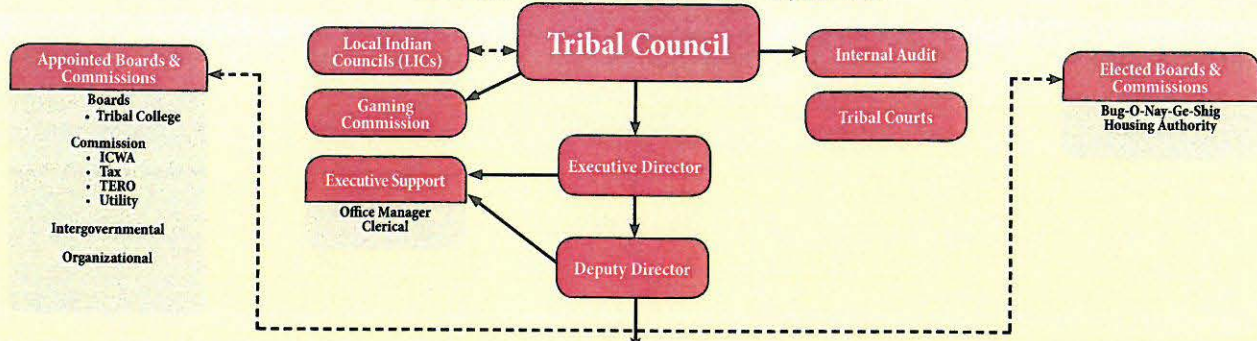 Tribal Council
Local Indian
Councils (LICs)
Internal Audit
Appointed Boards &
Commissions
Boards
• Tribal College
Commission
• ICWA
• Tax
• TERO
• Utility
Intergovernmental
Organizational
Gaming
Commission
Tribal Courts
Elected Boards &
Commissions
Bug-O-Nay-Ge-Shig
Housing Authority
Executive Director
Executive Support
Office Manager
Clerical
Deputy Director